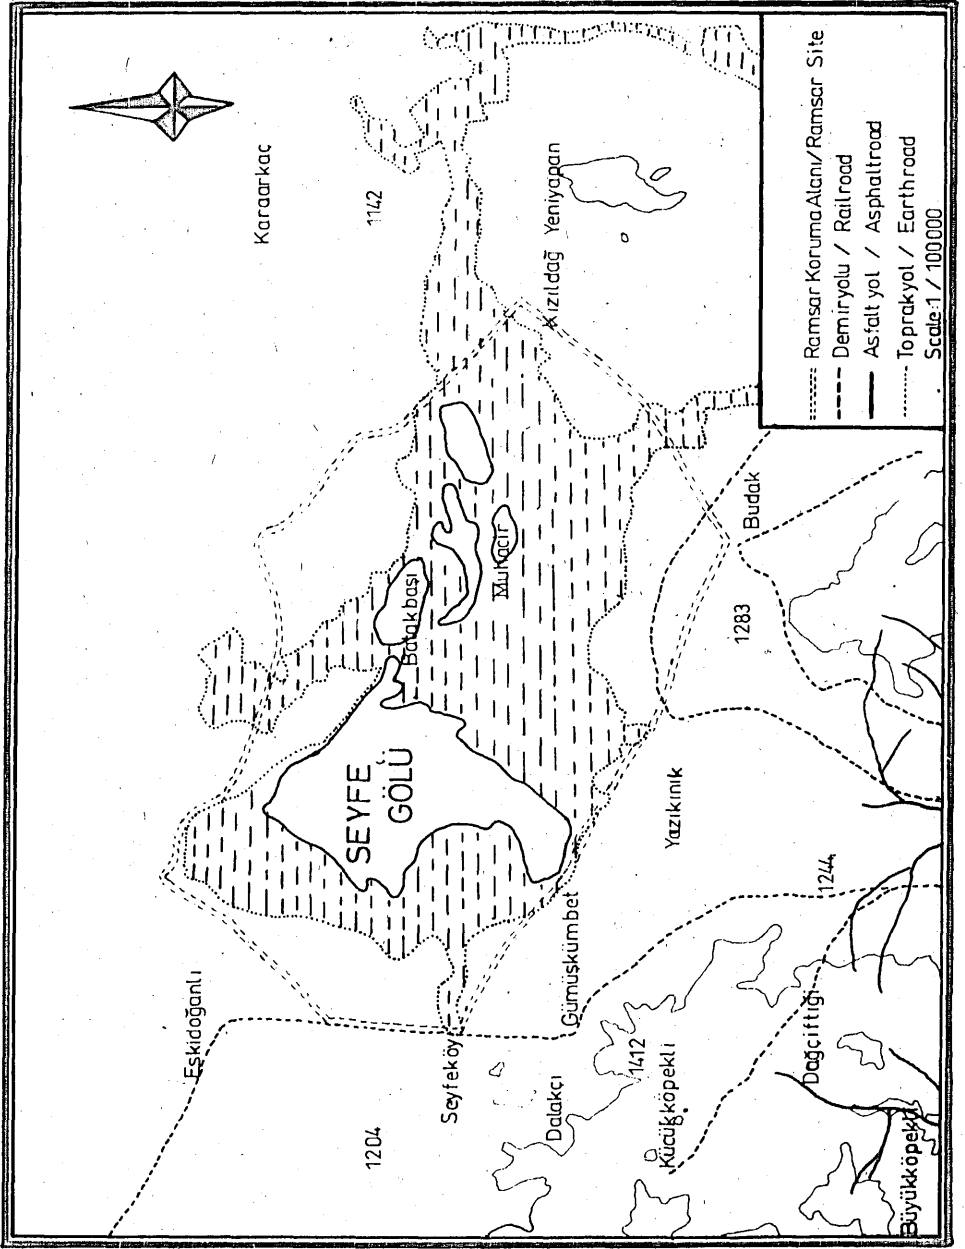 Karaarkaç
1142
Kızıldağ Yeniyapan
Batakbaşı
Muhacir
Budak
1283
SEYFE
GÖLÜ
Yazıkınık
1244
Eskidoğanlı
Gümüşkümbet
Seyfeköy
1204
Dalakçı
1412
Küçükköpekli
Dağçiftliği
Büyükköpekli
Ramsar Koruma Alanı/Ramsar Site
Demiryolu / Railroad
Asfalt yol / Asphaltroad
Toprakyol / Earthroad
Scale:1 / 100000